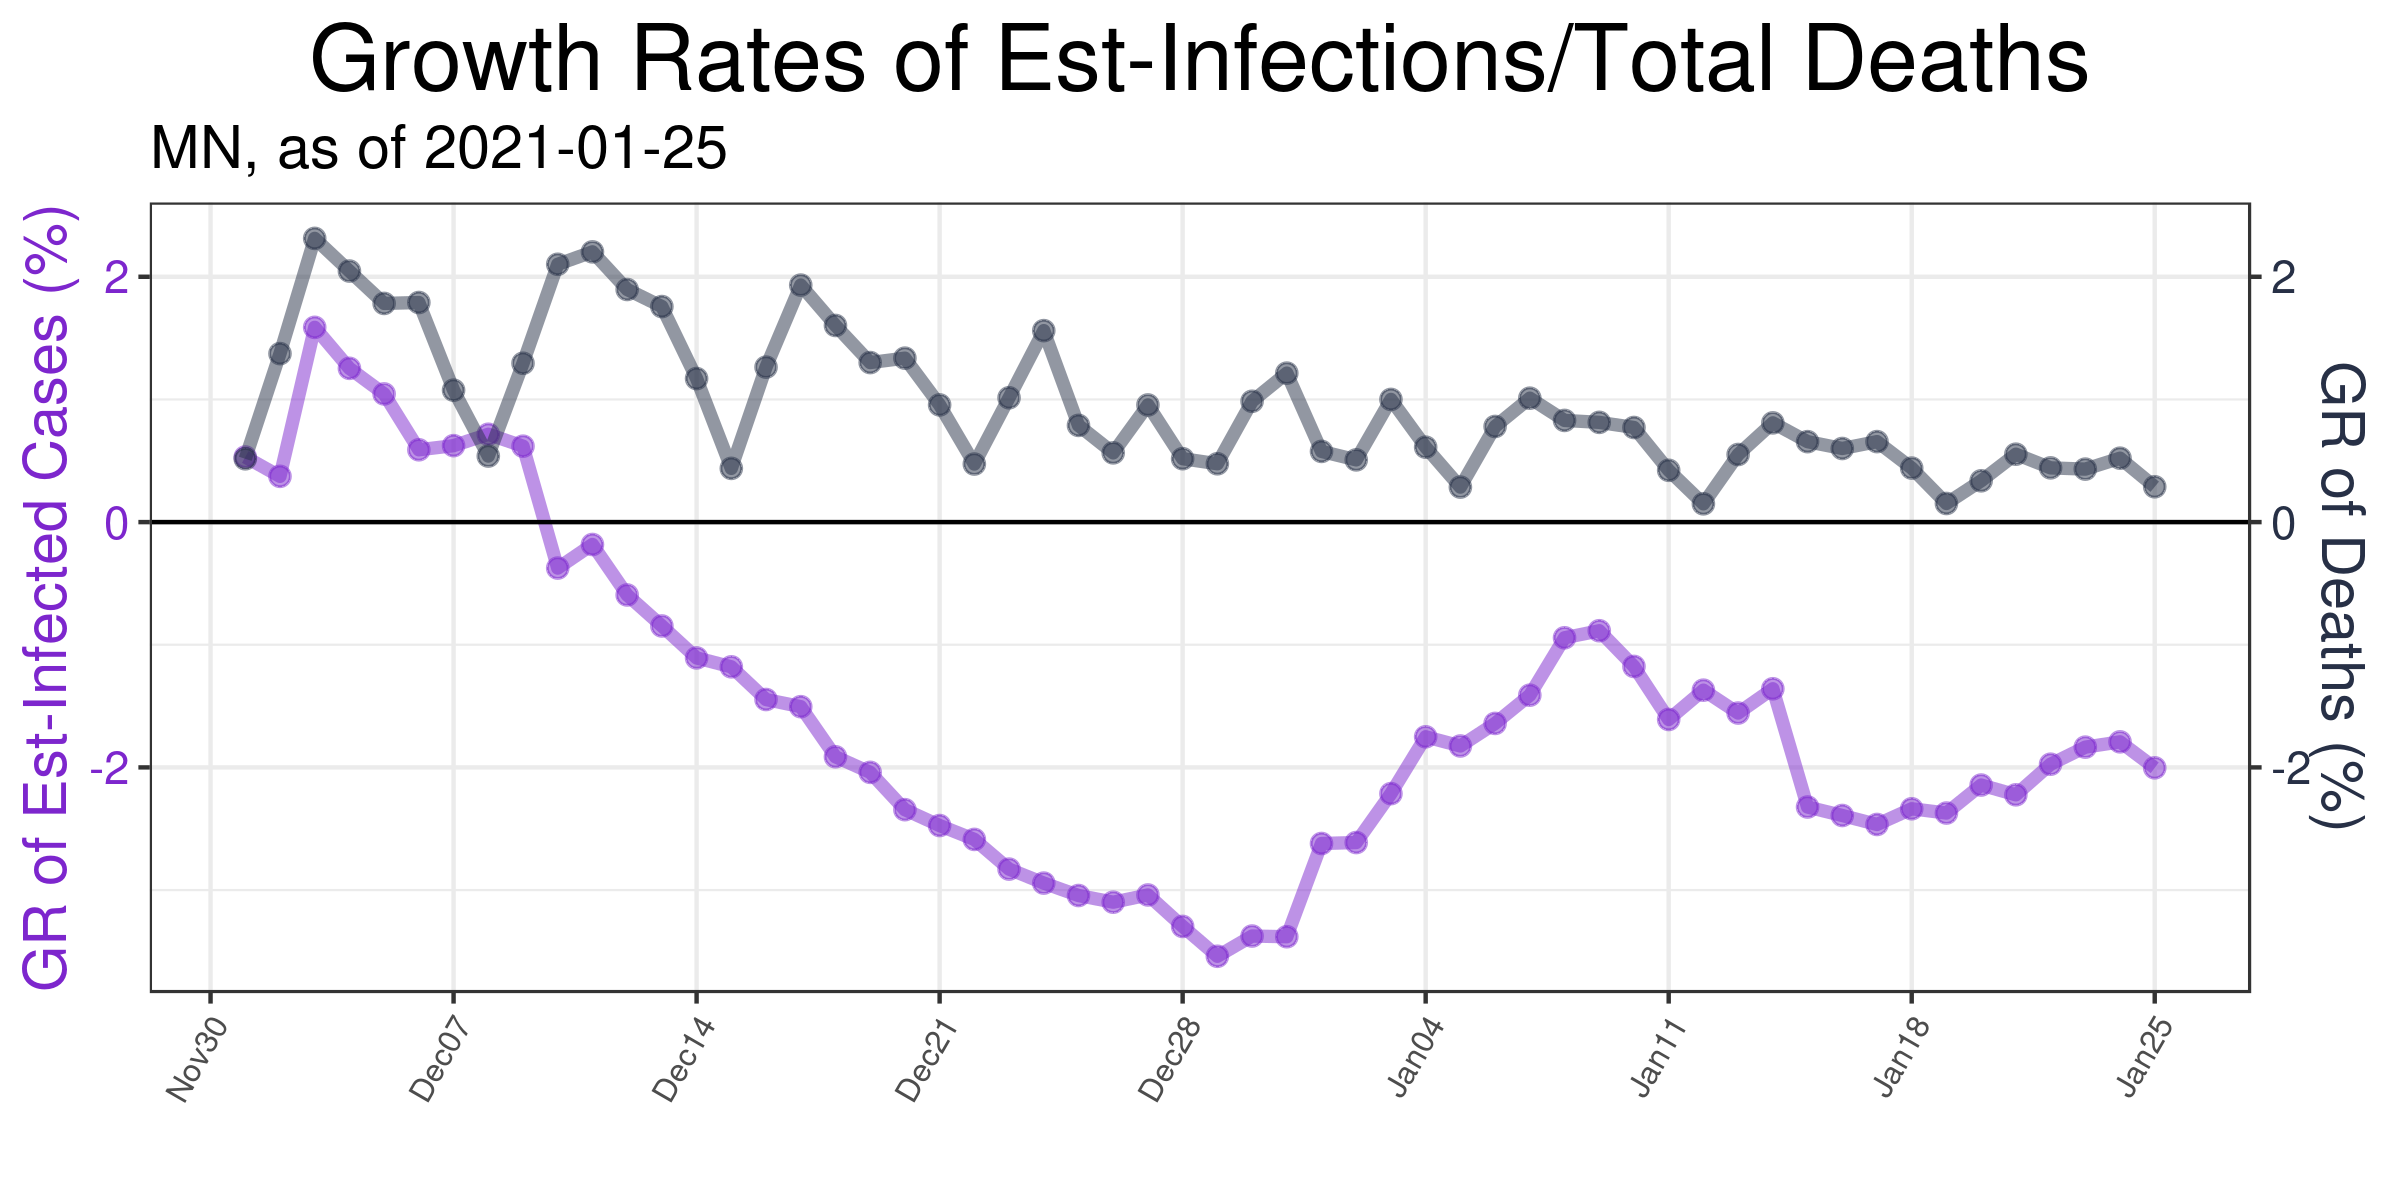 Growth Rates of Est-Infections/Total Deaths
MN, as of 2021-01-25
GR of Est-Infected Cases (%)
2
0
-2
2
0
-2
GR of Deaths (%)
Nov30
Dec07
Dec14
Dec21
Dec28
Jan04
Jan11
Jan18
Jan25